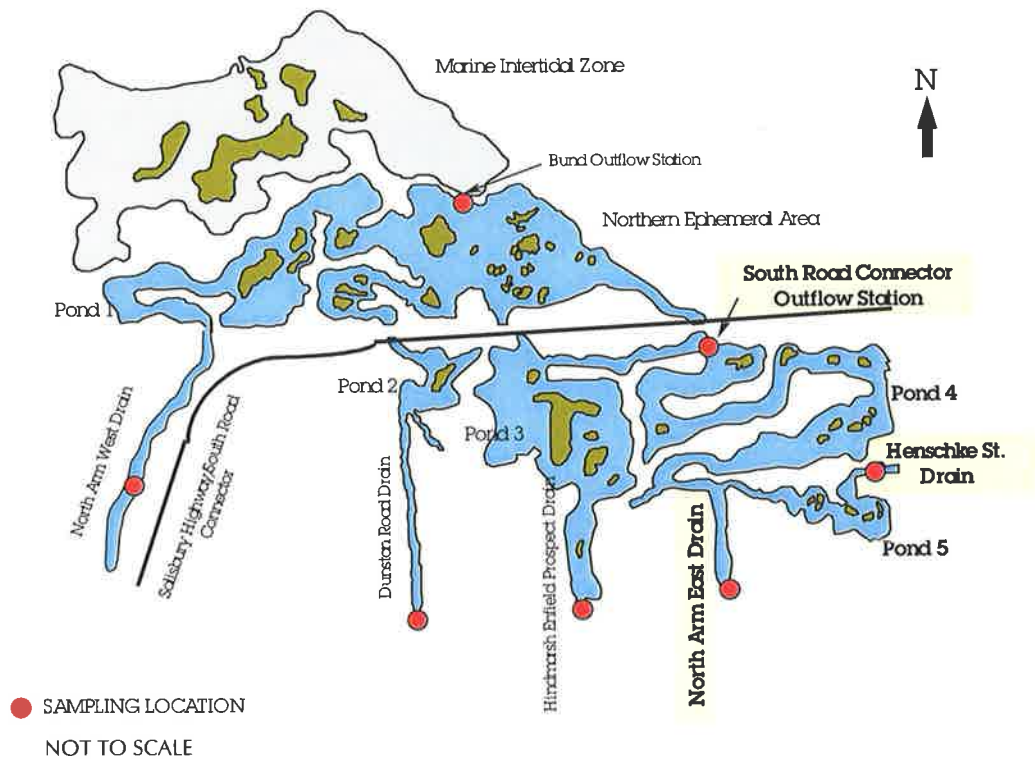 Marine Intertidal Zone
N
Bund Outflow Station
Northern Ephemeral Area
South Road Connector
Outflow Station
Pond 1
Pond 2
Pond 3
Pond 4
Henschke St.
Drain
Pond 5
North Arm West Drain
Salisbury Highway/South Road
Connector
Dunstan Road Drain
Hindmarsh Enfield Prospect Drain
North Arm East Drain
SAMPLING LOCATION
NOT TO SCALE